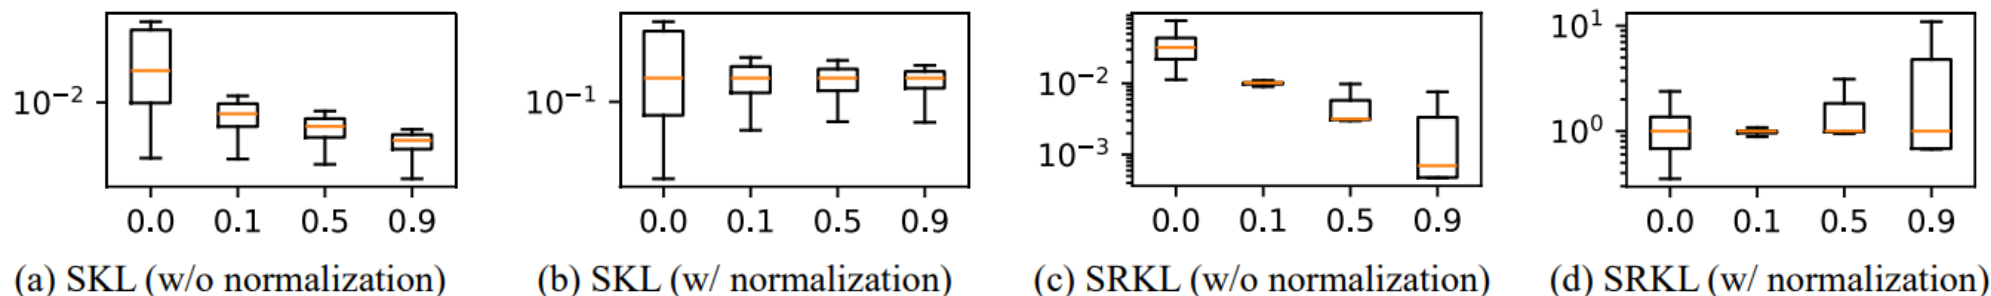 10⁻²
0.0 0.1 0.5 0.9
(a) SKL (w/o normalization)
10⁻¹
0.0 0.1 0.5 0.9
(b) SKL (w/ normalization)
10⁻²
10⁻³
0.0 0.1 0.5 0.9
(c) SRKL (w/o normalization)
10¹
10⁰
0.0 0.1 0.5 0.9
(d) SRKL (w/ normalization)